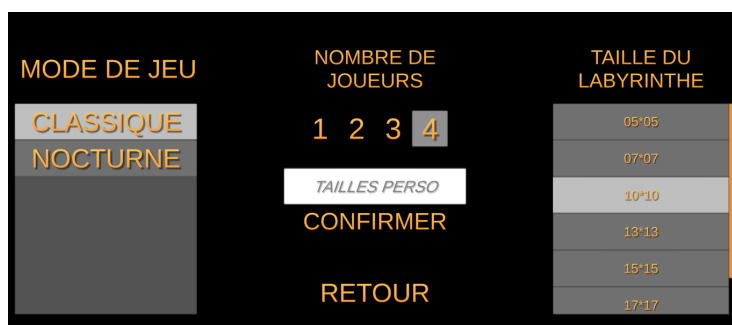 MODE DE JEU
CLASSIQUE
NOCTURNE
NOMBRE DE
JOUEURS
1 2 3 4
TAILLES PERSO
CONFIRMER
RETOUR
TAILLE DU
LABYRINTHE
05*05
07*07
10*10
13*13
15*15
17*17